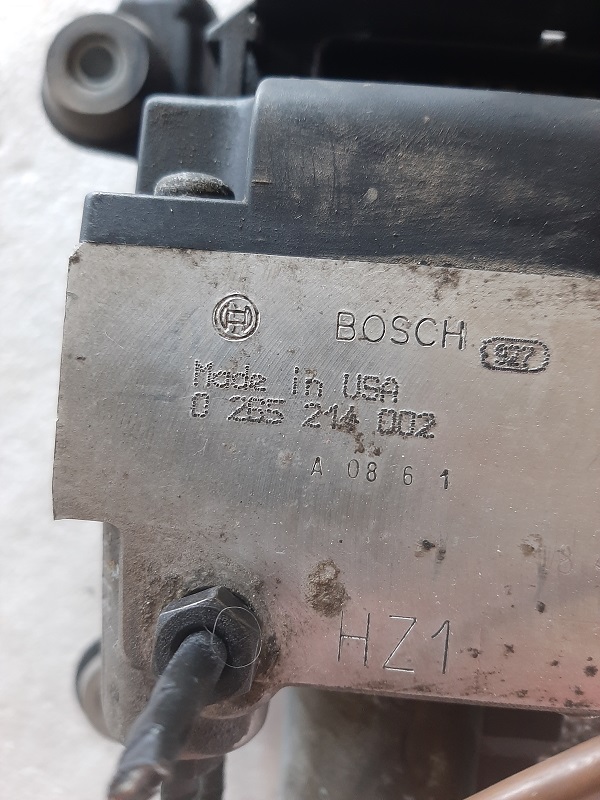 BOSCH 927
Made in USA
0 265 214 002
A 08 6 1
HZ1